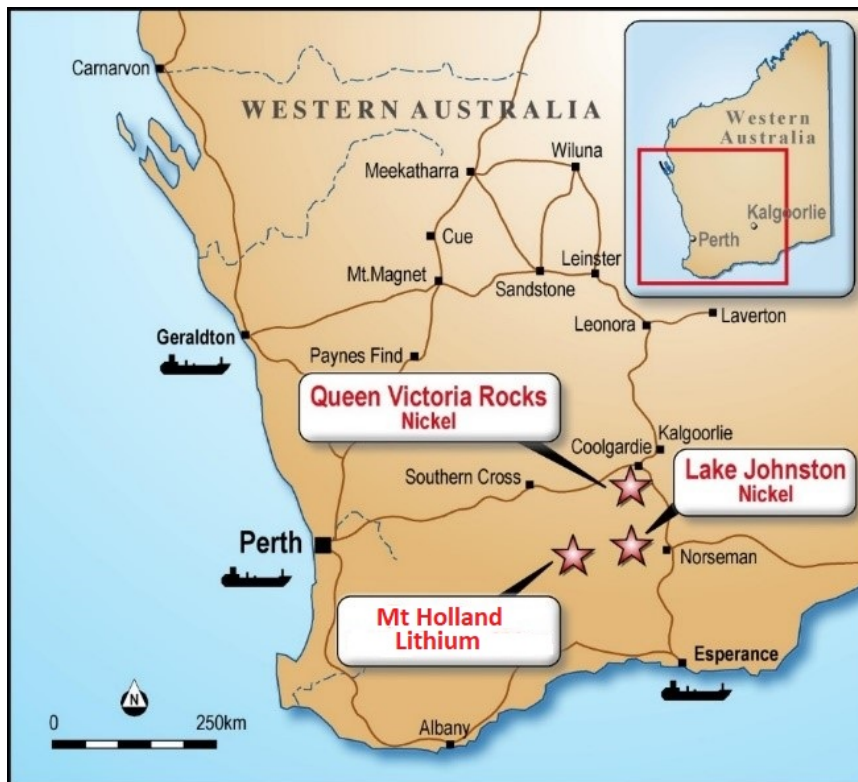 Carnarvon
WESTERN AUSTRALIA
Western
Australia
Kalgoorlie
Perth
Meekatharra
Wiluna
Cue
Mt.Magnet
Sandstone
Leinster
Geraldton
Leonora
Laverton
Paynes Find
Queen Victoria Rocks
Nickel
Coolgardie
Kalgoorlie
Southern Cross
Lake Johnston
Nickel
Perth
Norseman
Mt Holland
Lithium
Esperance
N
0
250km
Albany